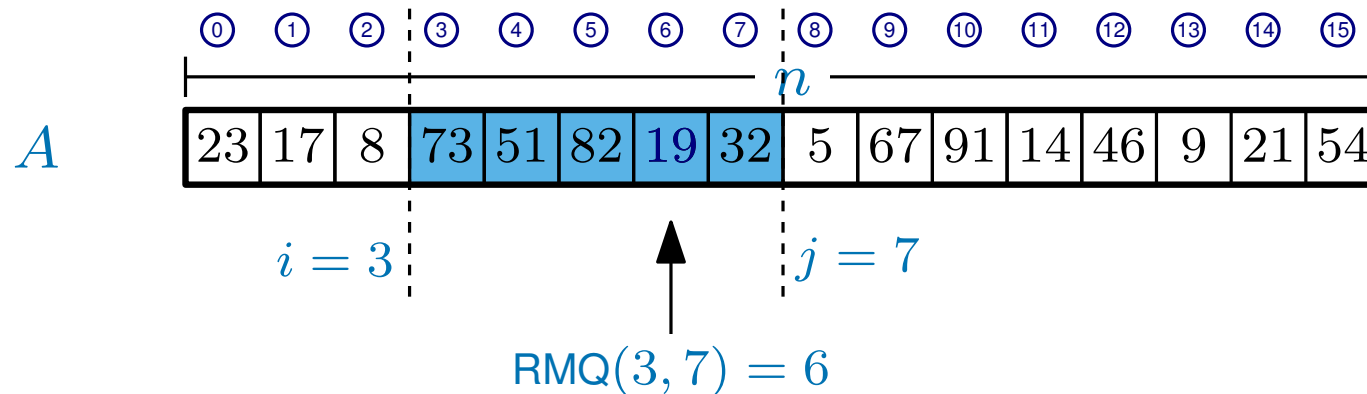 0 1 2 3 4 5 6 7 8 9 10 11 12 13 14 15
n
A 23 17 8 73 51 82 19 32 5 67 91 14 46 9 21 54
i = 3 j = 7
RMQ(3, 7) = 6